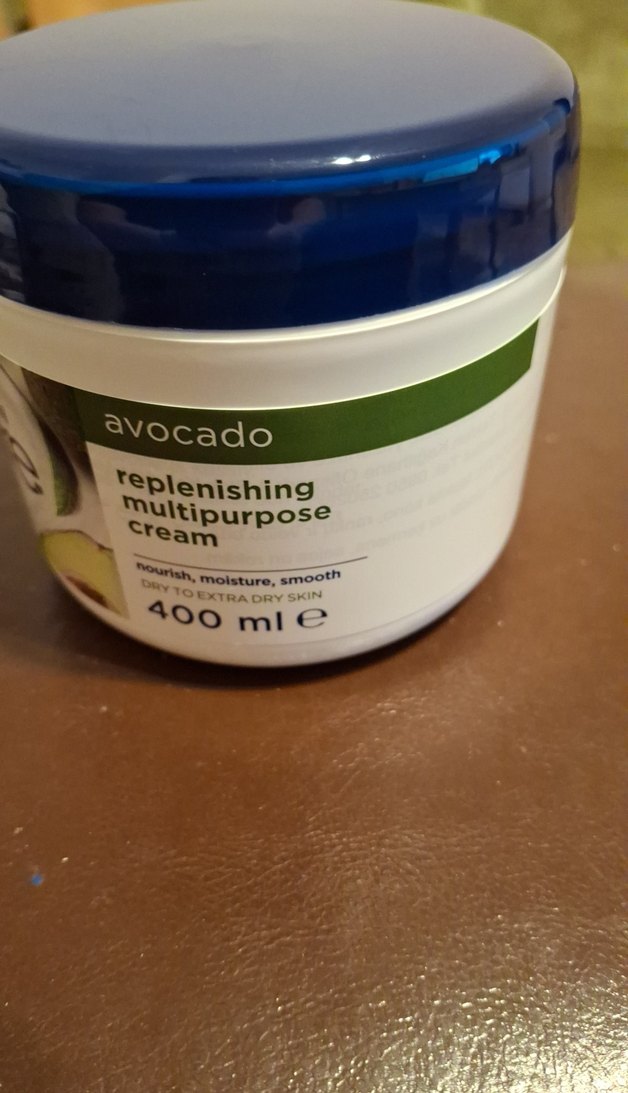 avocado
replenishing
multipurpose
cream
nourish, moisture, smooth
DRY TO EXTRA DRY SKIN
400 ml e